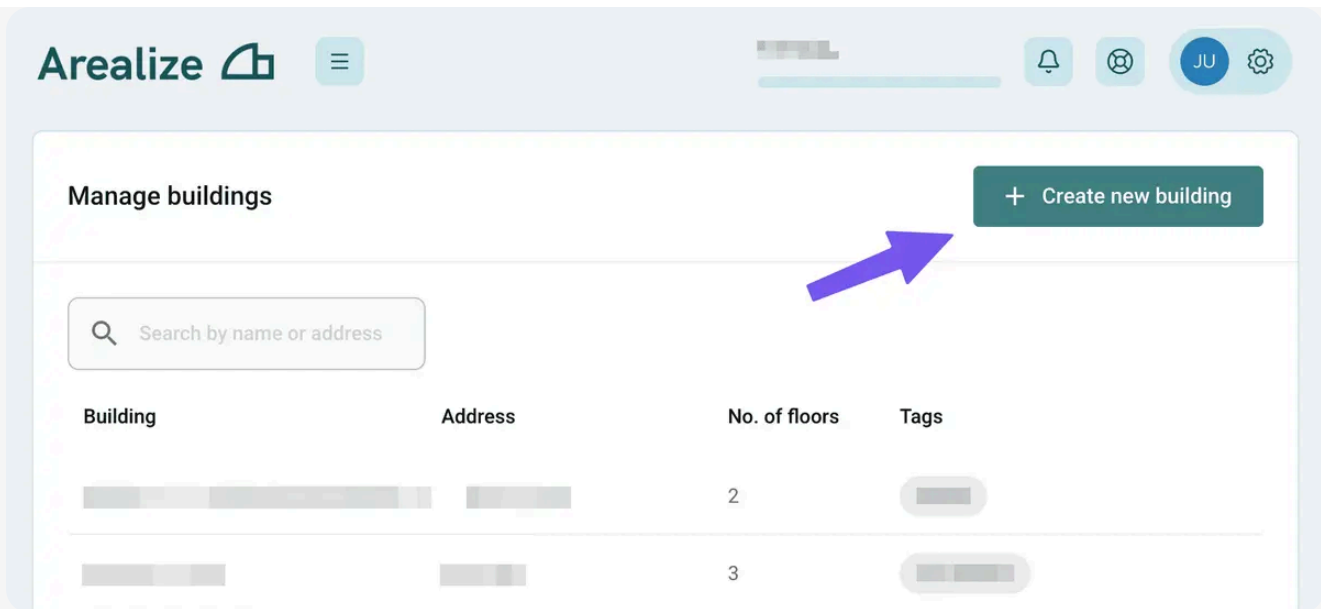 Arealize
JU
Manage buildings
+ Create new building
Search by name or address
Building Address No. of floors Tags
2
3